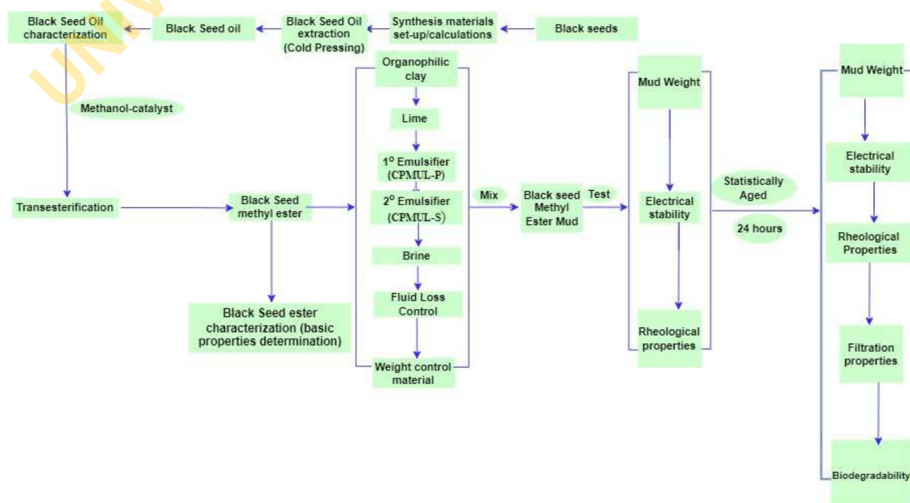 Black Seed Oil
characterization
Black Seed oil
Black Seed Oil
extraction
(Cold Pressing)
Synthesis materials
set-up/calculations
Black seeds
UNIV
Methanol-catalyst
Transesterification
Black Seed
methyl ester
Black Seed ester
characterization (basic
properties determination)
Organophilic
clay
Lime
1° Emulsifier
(CPMUL-P)
2° Emulsifier
(CPMUL-S)
Brine
Fluid Loss
Control
Weight control
material
Mix
Black seed
Methyl
Ester Mud
Test
Mud Weight
Electrical
stability
Rheological
properties
Statistically
Aged
24 hours
Mud Weight
Electrical
stability
Rheological
Properties
Filtration
properties
Biodegradability